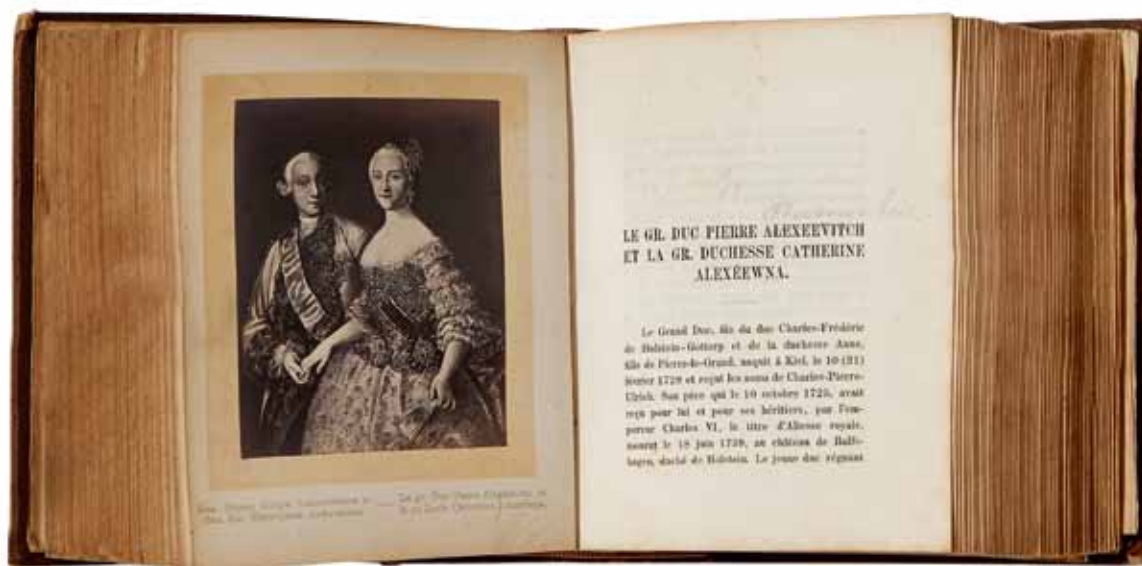 Le gr. Duc Pierre
LE GR. DUC PIERRE ALEXEEVITCH
ET LA GR. DUCHESSE CATHERINE
ALEXÉEWNA.
Le Grand Duc, fils du duc Charles-Frédéric
de Holstein-Gottorp et de la duchesse Anne,
fille de Pierre-le-Grand, naquit à Kiel, le 10 (21)
février 1728 et reçut les noms de Charles-Pierre-
Ulrich. Son père qui le 10 octobre 1725, avait
reçu pour lui et pour ses héritiers, par l'em-
pereur Charles VI, le titre d'Altesse royale,
mourut le 18 juin 1739, au château de
duché de Holstein. Le jeune duc régnant